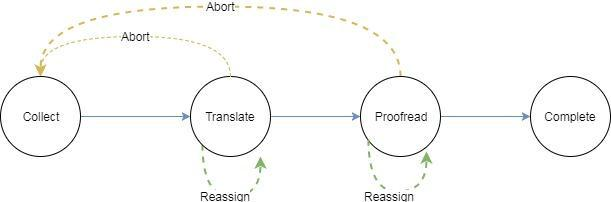 Abort
Abort
Collect
Translate
Proofread
Complete
Reassign
Reassign